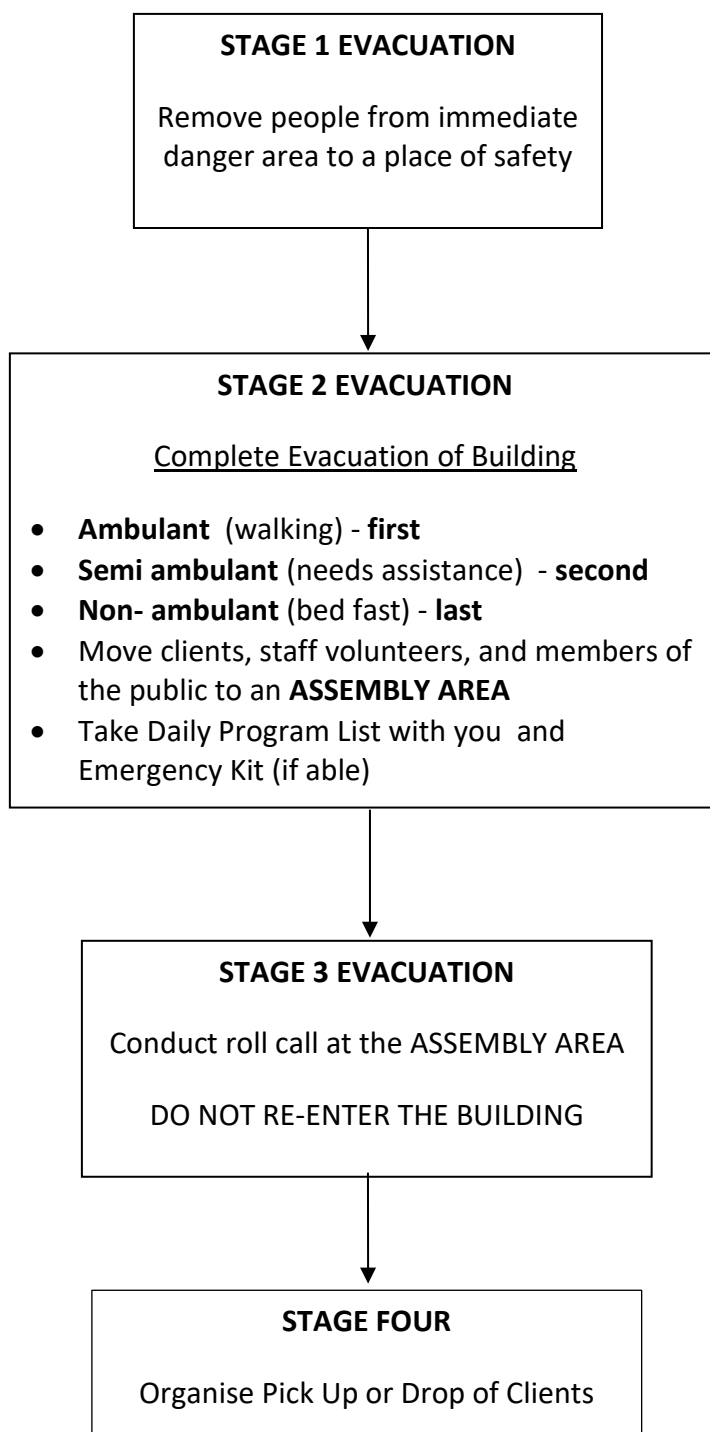 STAGE 1 EVACUATION
Remove people from immediate
danger area to a place of safety
STAGE 2 EVACUATION
Complete Evacuation of Building
• Ambulant (walking) - first
• Semi ambulant (needs assistance) - second
• Non- ambulant (bed fast) - last
• Move clients, staff volunteers, and members of
the public to an ASSEMBLY AREA
• Take Daily Program List with you and
Emergency Kit (if able)
STAGE 3 EVACUATION
Conduct roll call at the ASSEMBLY AREA
DO NOT RE-ENTER THE BUILDING
STAGE FOUR
Organise Pick Up or Drop of Clients